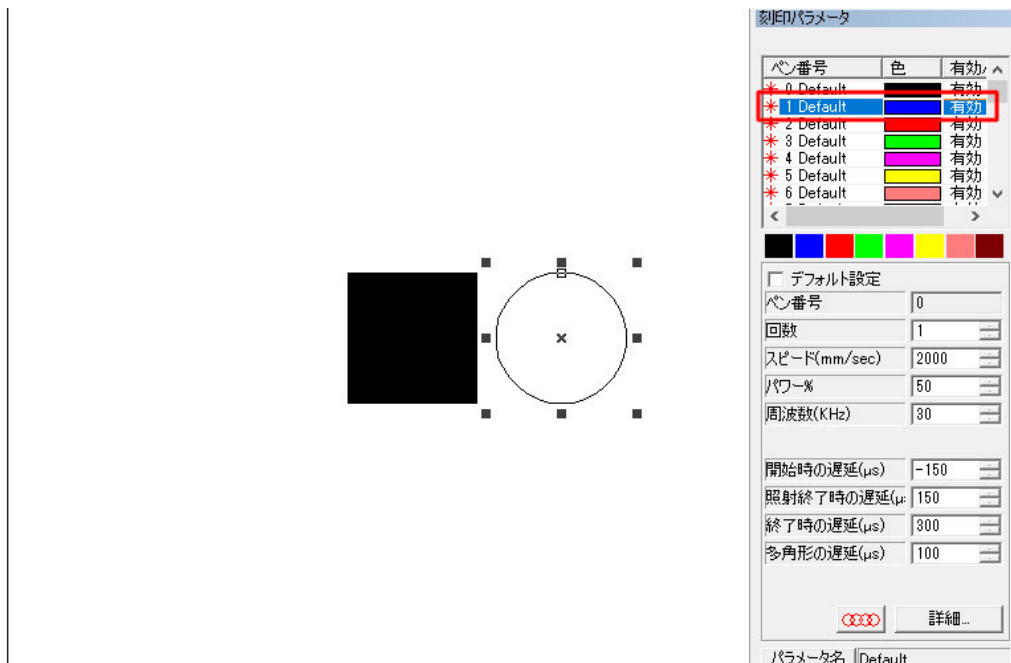 刻印パラメータ
ペン番号 色 有効/
0 Default 有効
1 Default 有効
2 Default 有効
3 Default 有効
4 Default 有効
5 Default 有効
6 Default 有効
デフォルト設定
ペン番号 0
回数 1
スピード(mm/sec) 2000
パワー% 50
周波数(KHz) 30
開始時の遅延(μs) -150
照射終了時の遅延(μ: 150
終了時の遅延(μs) 300
多角形の遅延(μs) 100
詳細...
パラメータ名 Default